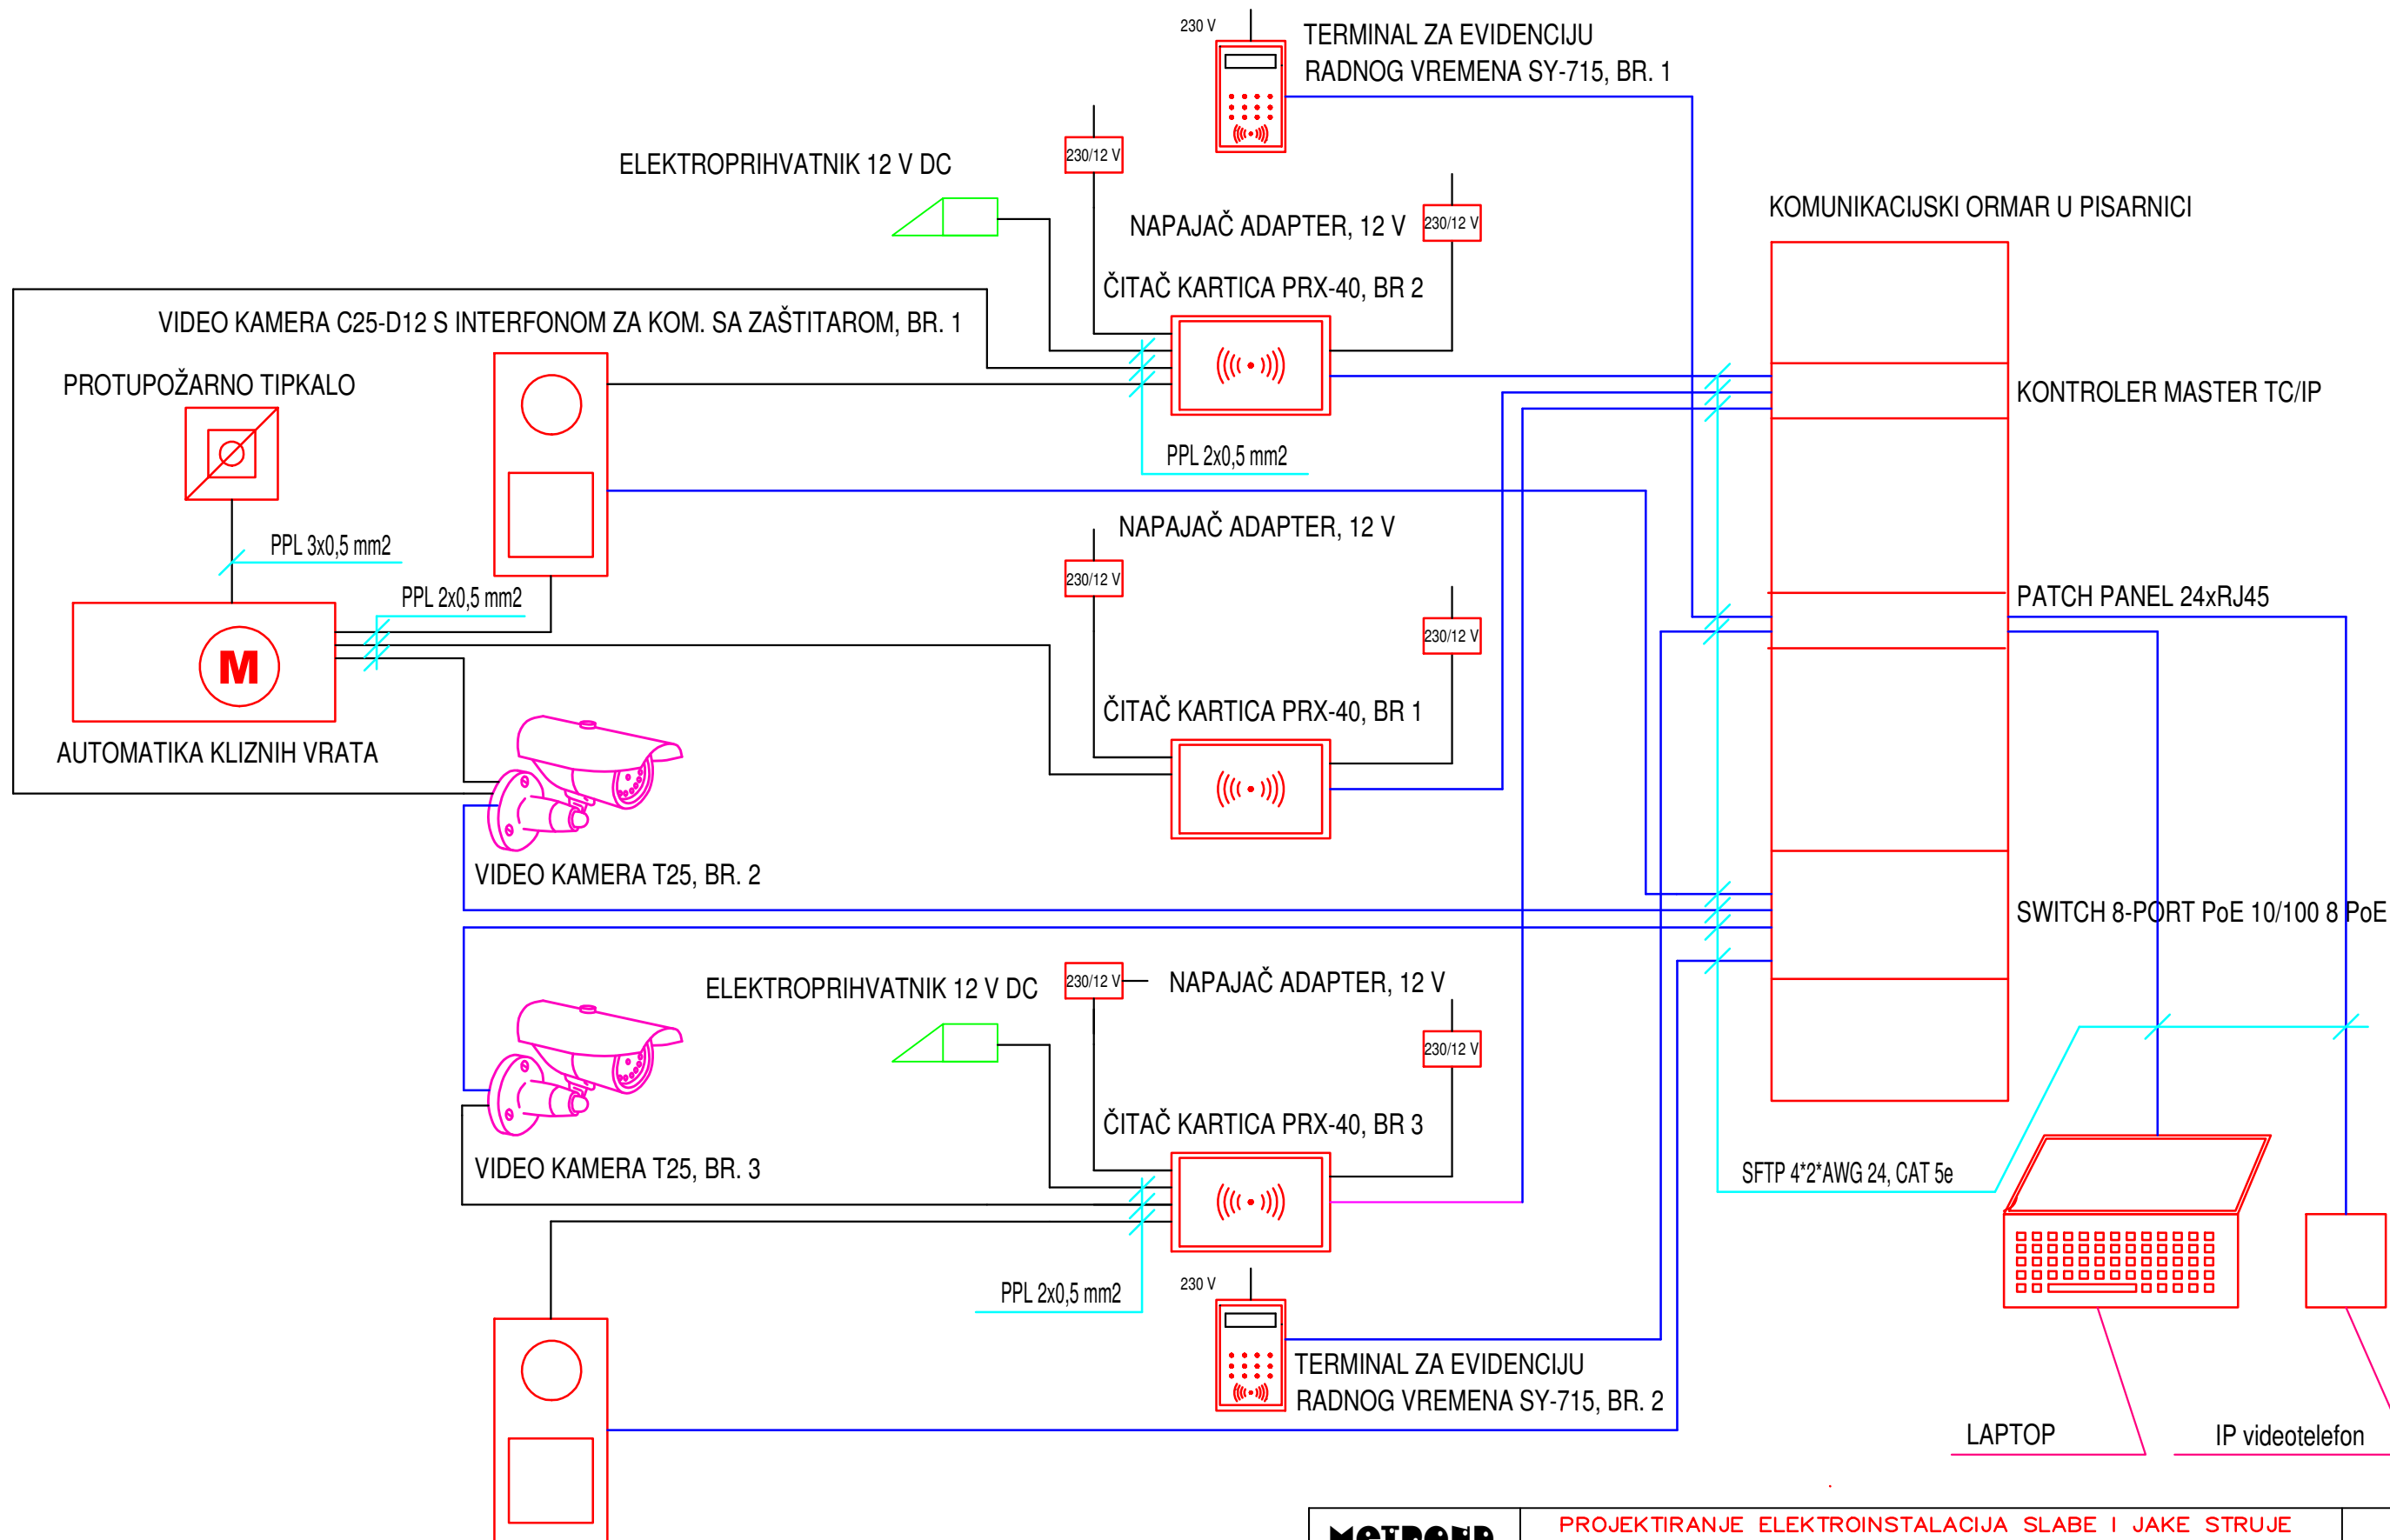 230 V
TERMINAL ZA EVIDENCIJU
RADNOG VREMENA SY-715, BR. 1
ELEKTROPRIHVATNIK 12 V DC
230/12 V
NAPAJAČ ADAPTER, 12 V
230/12 V
KOMUNIKACIJSKI ORMAR U PISARNICI
ČITAČ KARTICA PRX-40, BR 2
VIDEO KAMERA C25-D12 S INTERFONOM ZA KOM. SA ZAŠTITAROM, BR. 1
PROTUPOŽARNO TIPKALO
KONTROLER MASTER TC/IP
PPL 2x0,5 mm2
NAPAJAČ ADAPTER, 12 V
PPL 3x0,5 mm2
230/12 V
PPL 2x0,5 mm2
PATCH PANEL 24xRJ45
230/12 V
M
ČITAČ KARTICA PRX-40, BR 1
AUTOMATIKA KLIZNIH VRATA
VIDEO KAMERA T25, BR. 2
SWITCH 8-PORT PoE 10/100 8 PoE
ELEKTROPRIHVATNIK 12 V DC
230/12 V
NAPAJAČ ADAPTER, 12 V
230/12 V
ČITAČ KARTICA PRX-40, BR 3
VIDEO KAMERA T25, BR. 3
SFTP 4*2*AWG 24, CAT 5e
PPL 2x0,5 mm2
230 V
TERMINAL ZA EVIDENCIJU
RADNOG VREMENA SY-715, BR. 2
LAPTOP
IP videotelefon
PROJEKTIRANJE ELEKTROINSTALACIJA SLABE I JAKE STRUJE